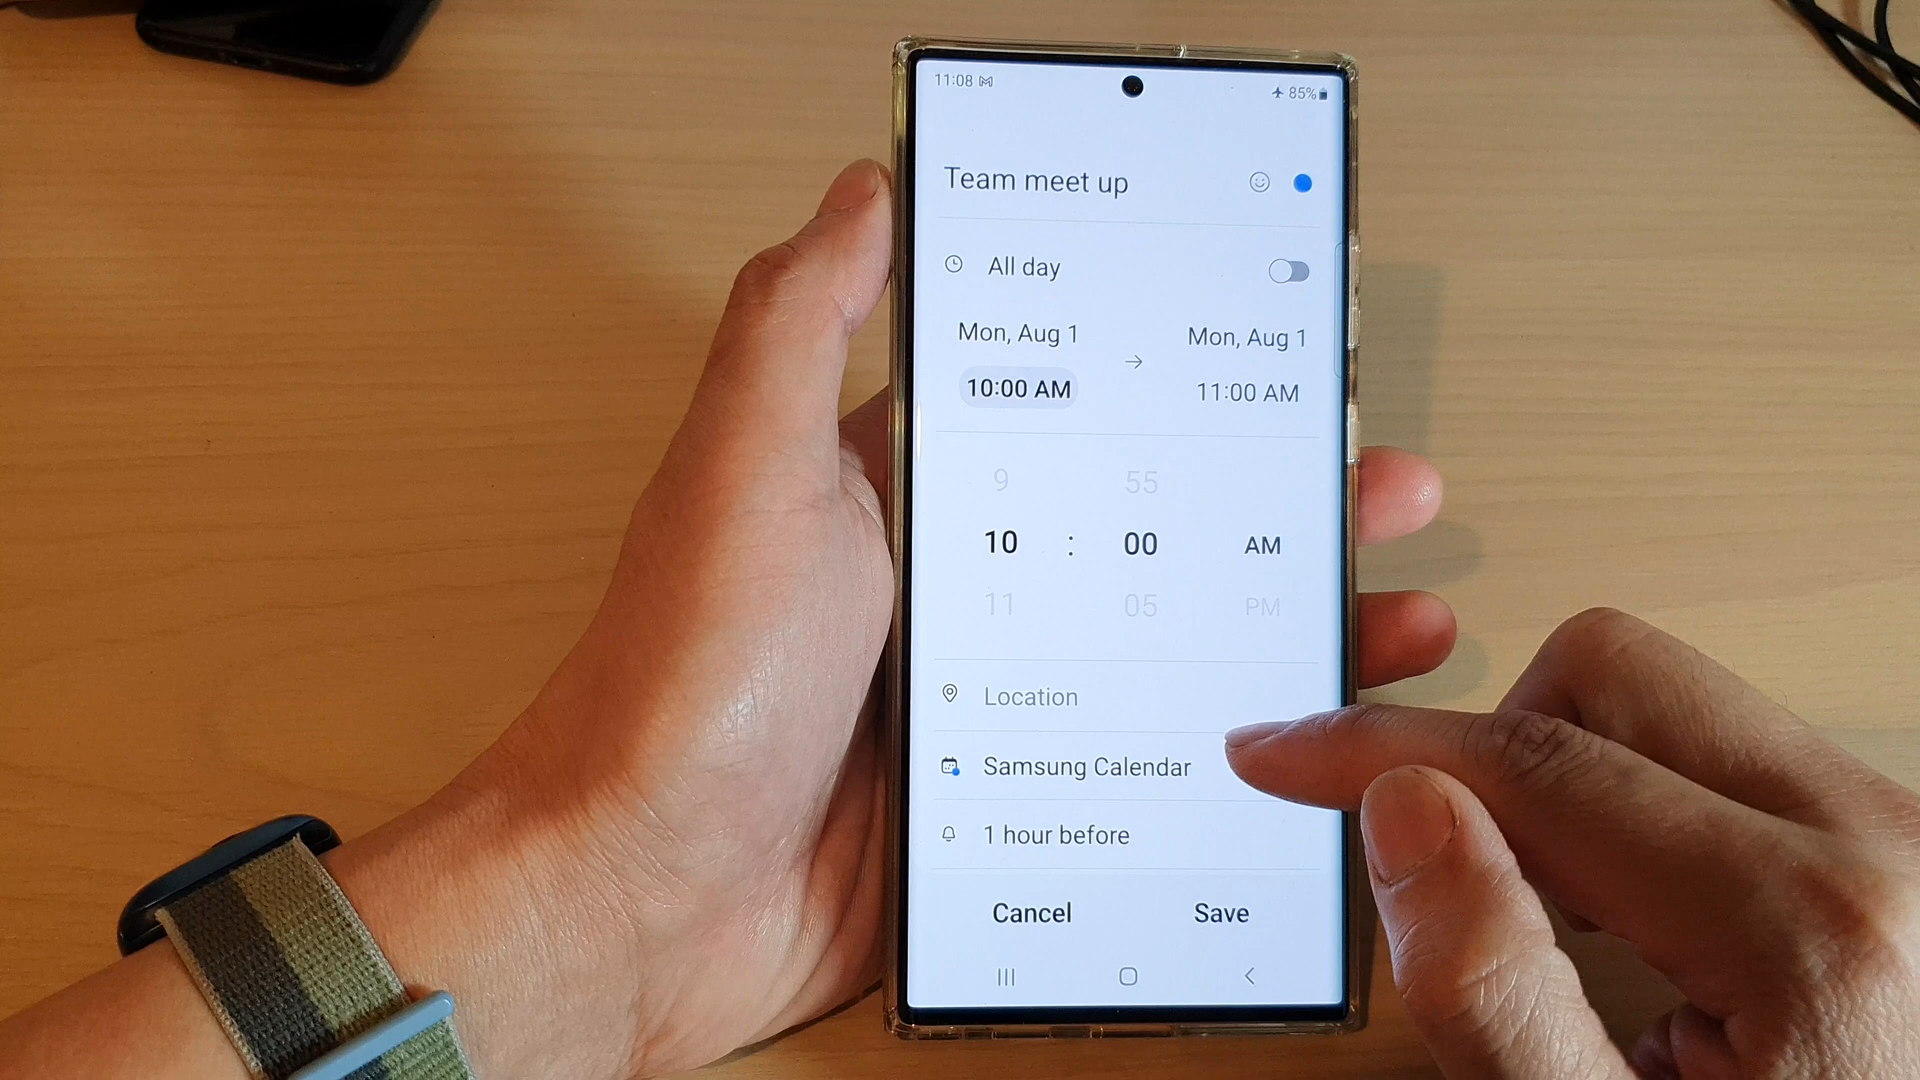 11:08 85%
Team meet up
All day
Mon, Aug 1 Mon, Aug 1
10:00 AM → 11:00 AM
9 55
10 : 00 AM
11 05 PM
Location
Samsung Calendar
1 hour before
Cancel Save